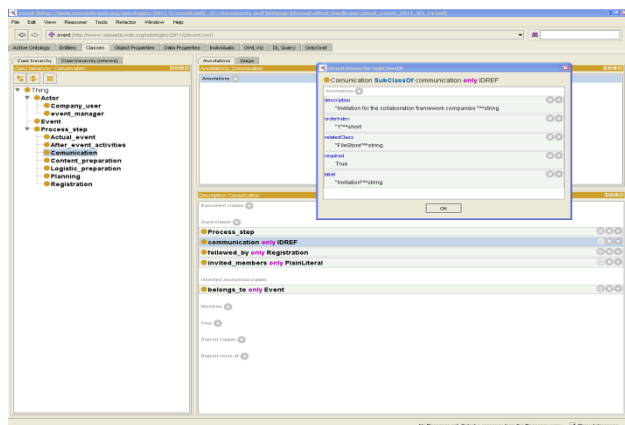 File Edit View Reasoner Tools Refactor Window Help
Active Ontology Entities Classes Object Properties Data Properties Individuals OWLViz DL Query OntoGraf
Class hierarchy Class hierarchy (inferred)
Thing
Actor
Company_user
event_manager
Event
Process_step
Actual_event
After_event_activities
Comunication
Content_preparation
Logistic_preparation
Planning
Registration
Annotations Usage
Annotations: Comunication
Annotations
Annotations for SubClassOf
Comunication SubClassOf communication only IDREF
Annotations
description
"Invitation for the collaboration framework companies "^^string
orderIndex
"1"^^short
relatedClass
"FileStore"^^string
required
True
label
"Invitation"^^string
OK
Description: Comunication
Equivalent classes
Superclasses
Process_step
communication only IDREF
followed_by only Registration
invited_members only PlainLiteral
Inherited anonymous classes
belongs_to only Event
Members
Keys
Disjoint classes
Disjoint union of